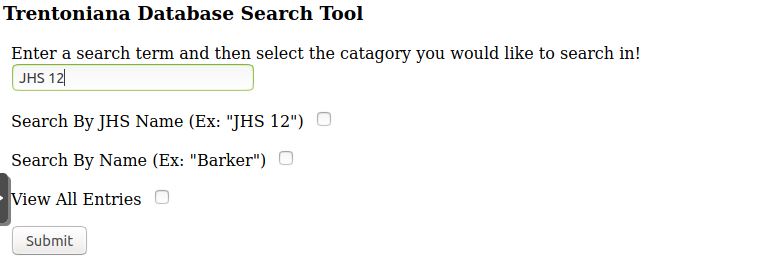 Trentoniana Database Search Tool
Enter a search term and then select the catagory you would like to search in!
JHS 12
Search By JHS Name (Ex: "JHS 12")
Search By Name (Ex: "Barker")
View All Entries
Submit